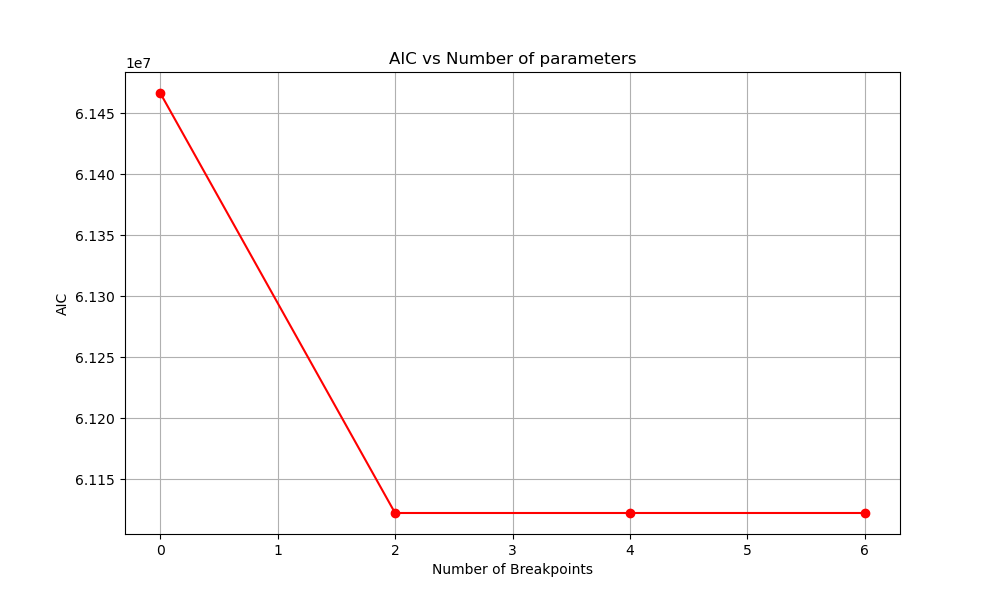 AIC vs Number of parameters
1e7
6.145
6.140
6.135
6.130
6.125
6.120
6.115
AIC
0 1 2 3 4 5 6
Number of Breakpoints